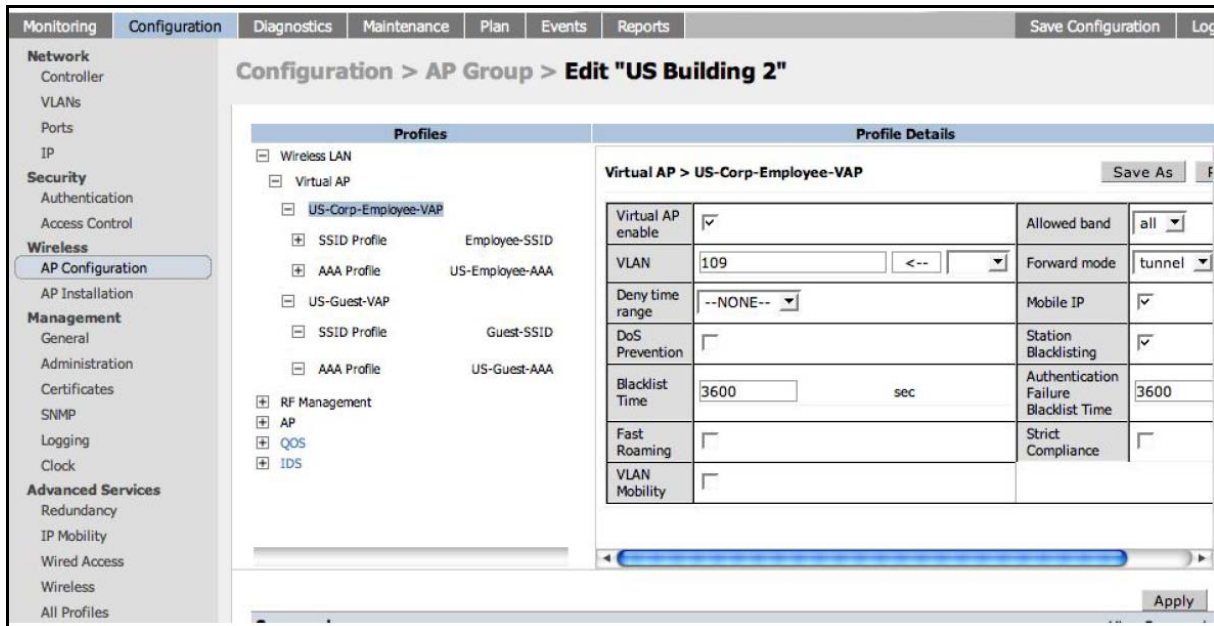 Monitoring Configuration Diagnostics Maintenance Plan Events Reports Save Configuration
Network
Controller
VLANs
Ports
IP
Security
Authentication
Access Control
Wireless
AP Configuration
AP Installation
Management
General
Administration
Certificates
SNMP
Logging
Clock
Advanced Services
Redundancy
IP Mobility
Wired Access
Wireless
All Profiles
Configuration > AP Group > Edit "US Building 2"
Profiles
Wireless LAN
Virtual AP
US-Corp-Employee-VAP
SSID Profile Employee-SSID
AAA Profile US-Employee-AAA
US-Guest-VAP
SSID Profile Guest-SSID
AAA Profile US-Guest-AAA
RF Management
AP
QOS
IDS
Profile Details
Virtual AP > US-Corp-Employee-VAP Save As
Virtual AP enable Allowed band all
VLAN 109 <-- Forward mode tunnel
Deny time range --NONE-- Mobile IP
DoS Prevention Station Blacklisting
Blacklist Time 3600 sec Authentication Failure Blacklist Time 3600
Fast Roaming Strict Compliance
VLAN Mobility
Apply